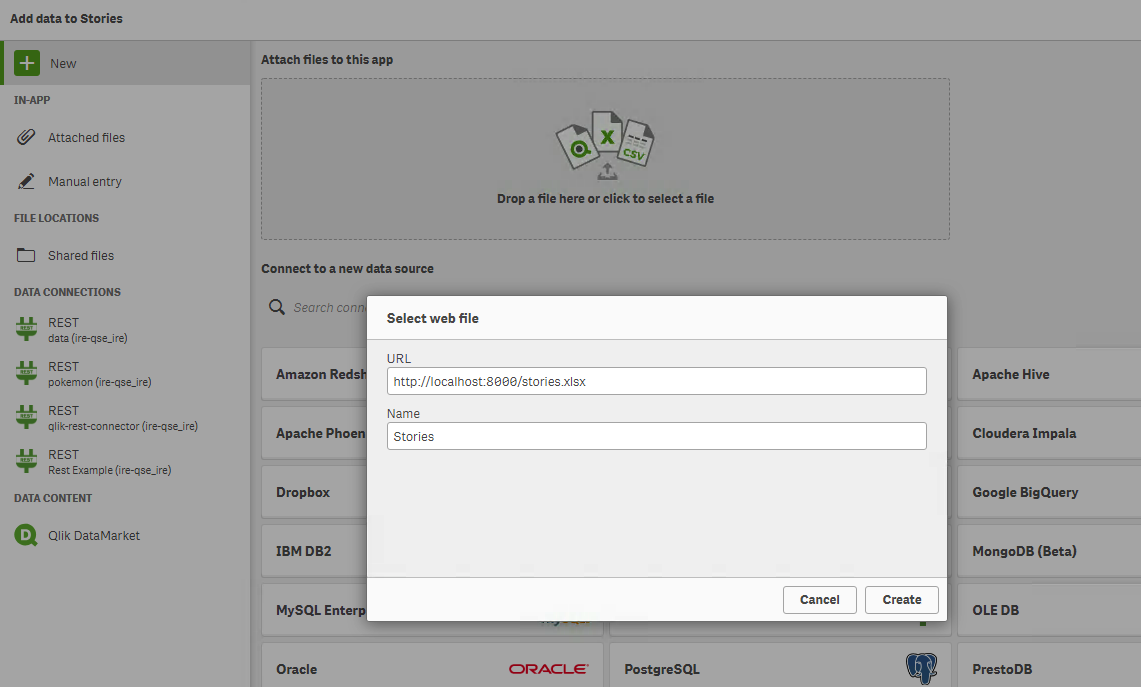 Add data to Stories
New
IN-APP
Attached files
Manual entry
FILE LOCATIONS
Shared files
DATA CONNECTIONS
REST
REST
data (ire-qse_ire)
REST
REST
pokemon (ire-qse_ire)
REST
REST
qlik-rest-connector (ire-qse_ire)
REST
REST
Rest Example (ire-qse_ire)
DATA CONTENT
Qlik DataMarket
Attach files to this app
X
CSV
Drop a file here or click to select a file
Connect to a new data source
Search conn
Select web file
URL
http://localhost:8000/stories.xlsx
Name
Stories
Cancel
Create
Amazon Redsh
Apache Hive
Apache Phoen
Cloudera Impala
Dropbox
Google BigQuery
IBM DB2
MongoDB (Beta)
MySQL Enterp
OLE DB
Oracle
ORACLE
PostgreSQL
PrestoDB